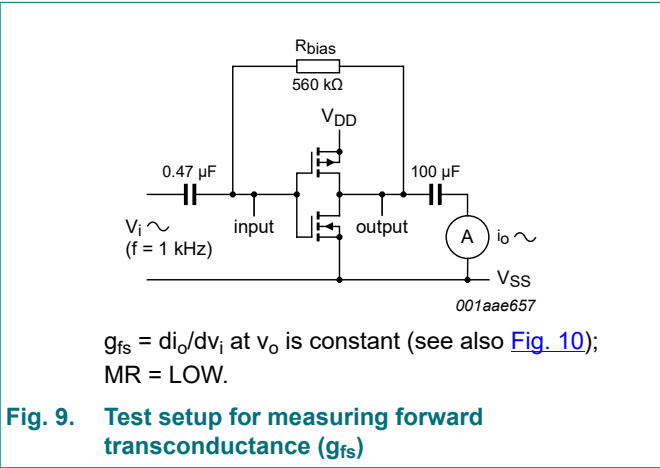 Rbias
560 kΩ
VDD
0.47 μF
100 μF
Vi
input
output
A
io
(f = 1 kHz)
VSS
001aae657
gfs = dio/dvi at vo is constant (see also Fig. 10);
MR = LOW.
Fig. 9. Test setup for measuring forward
transconductance (gfs)